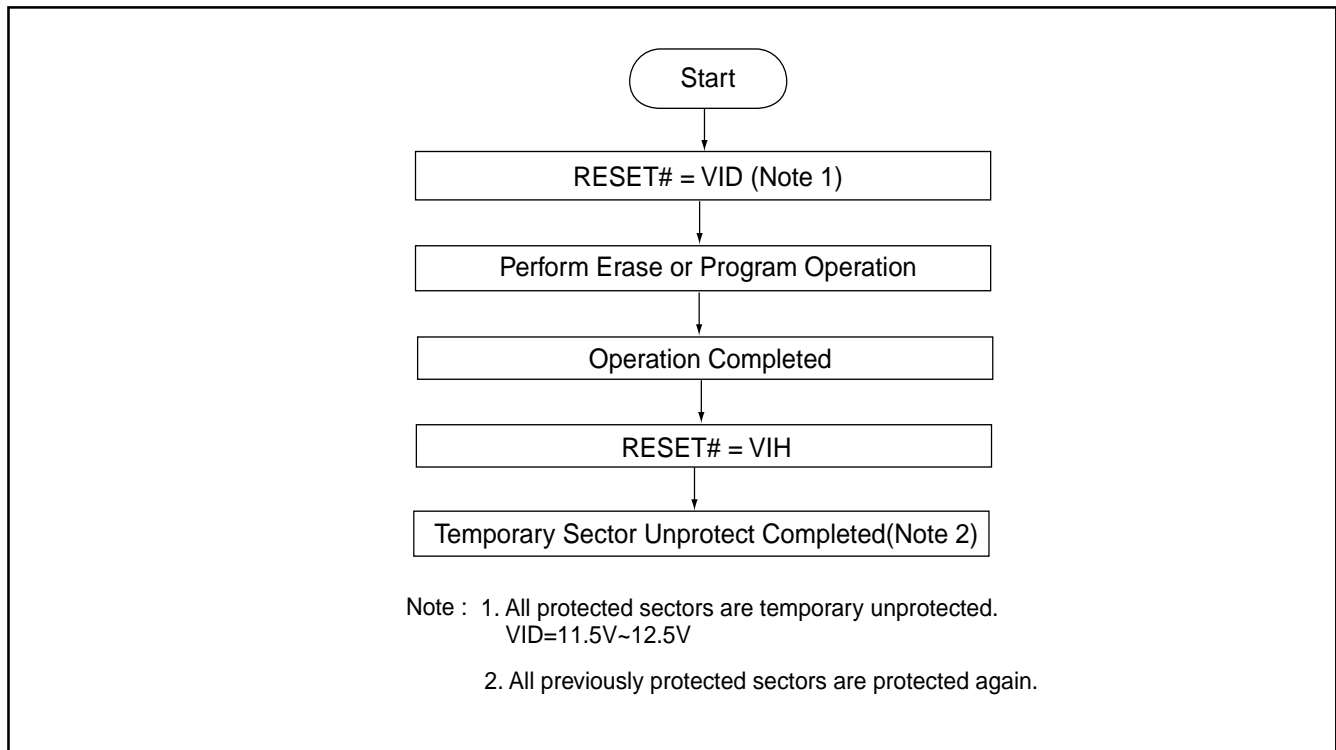 Start
RESET# = VID (Note 1)
Perform Erase or Program Operation
Operation Completed
RESET# = VIH
Temporary Sector Unprotect Completed(Note 2)
Note : 1. All protected sectors are temporary unprotected.
VID=11.5V~12.5V
2. All previously protected sectors are protected again.